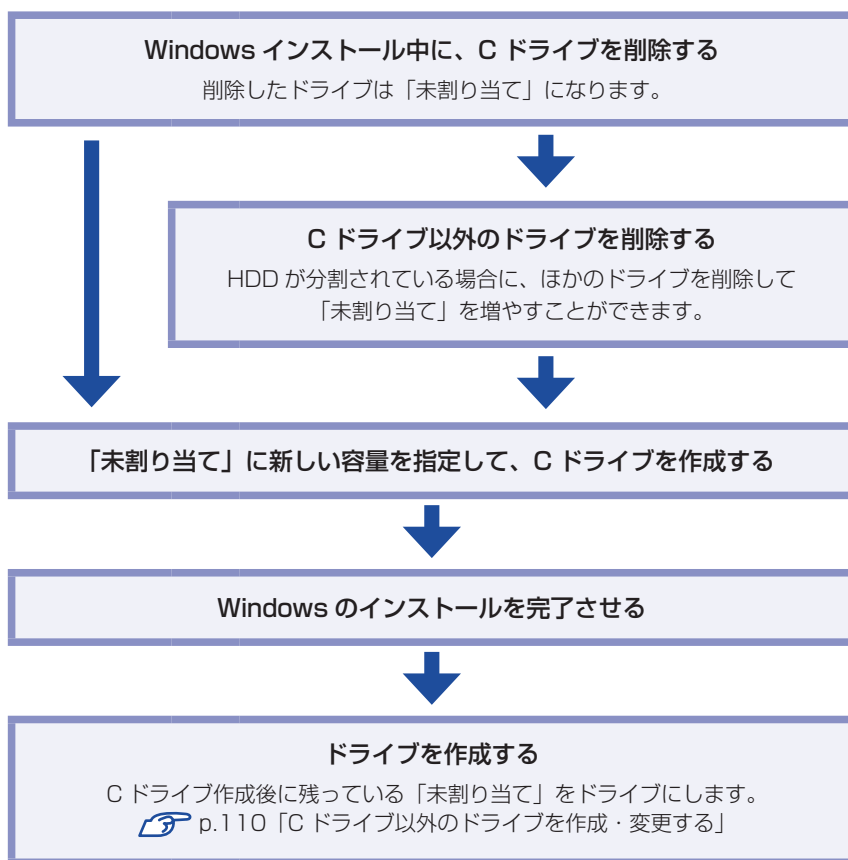 Windows インストール中に、C ドライブを削除する
削除したドライブは「未割り当て」になります。
C ドライブ以外のドライブを削除する
HDD が分割されている場合に、ほかのドライブを削除して
「未割り当て」を増やすことができます。
「未割り当て」に新しい容量を指定して、C ドライブを作成する
Windows のインストールを完了させる
ドライブを作成する
C ドライブ作成後に残っている「未割り当て」をドライブにします。
p.110「C ドライブ以外のドライブを作成・変更する」